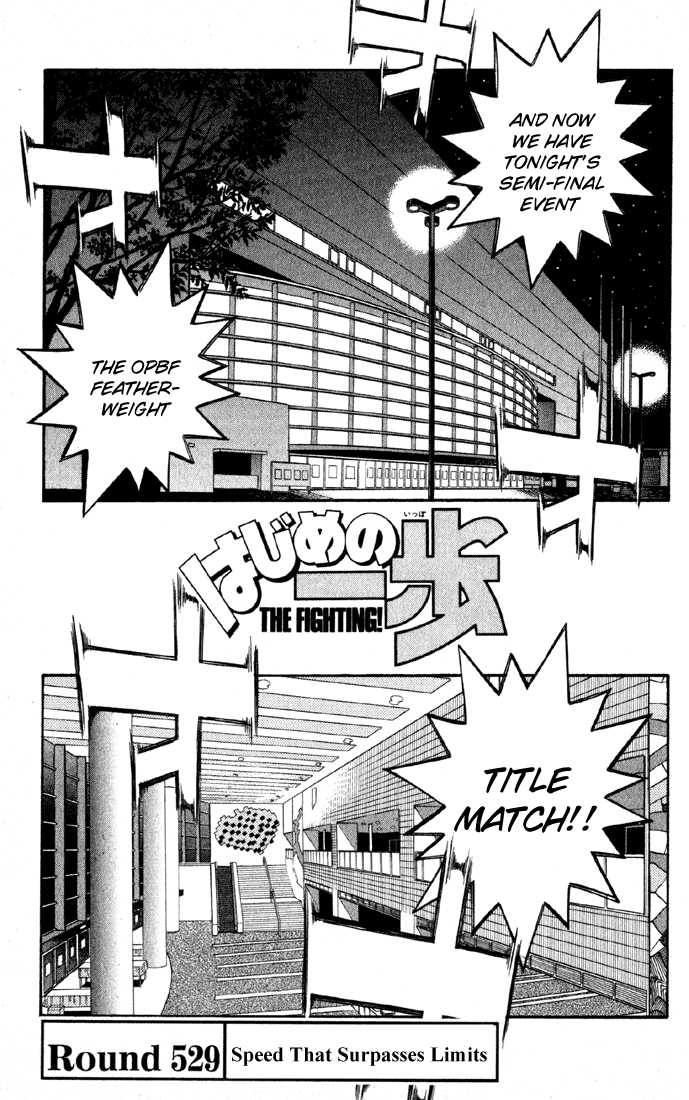 AND NOW
WE HAVE
TONIGHT'S
SEMI-FINAL
EVENT
THE OPBF
FEATHER-
WEIGHT
はじめの一歩
いっぽ
THE FIGHTING!
TITLE
MATCH!!
Round 529
Speed That Surpasses Limits